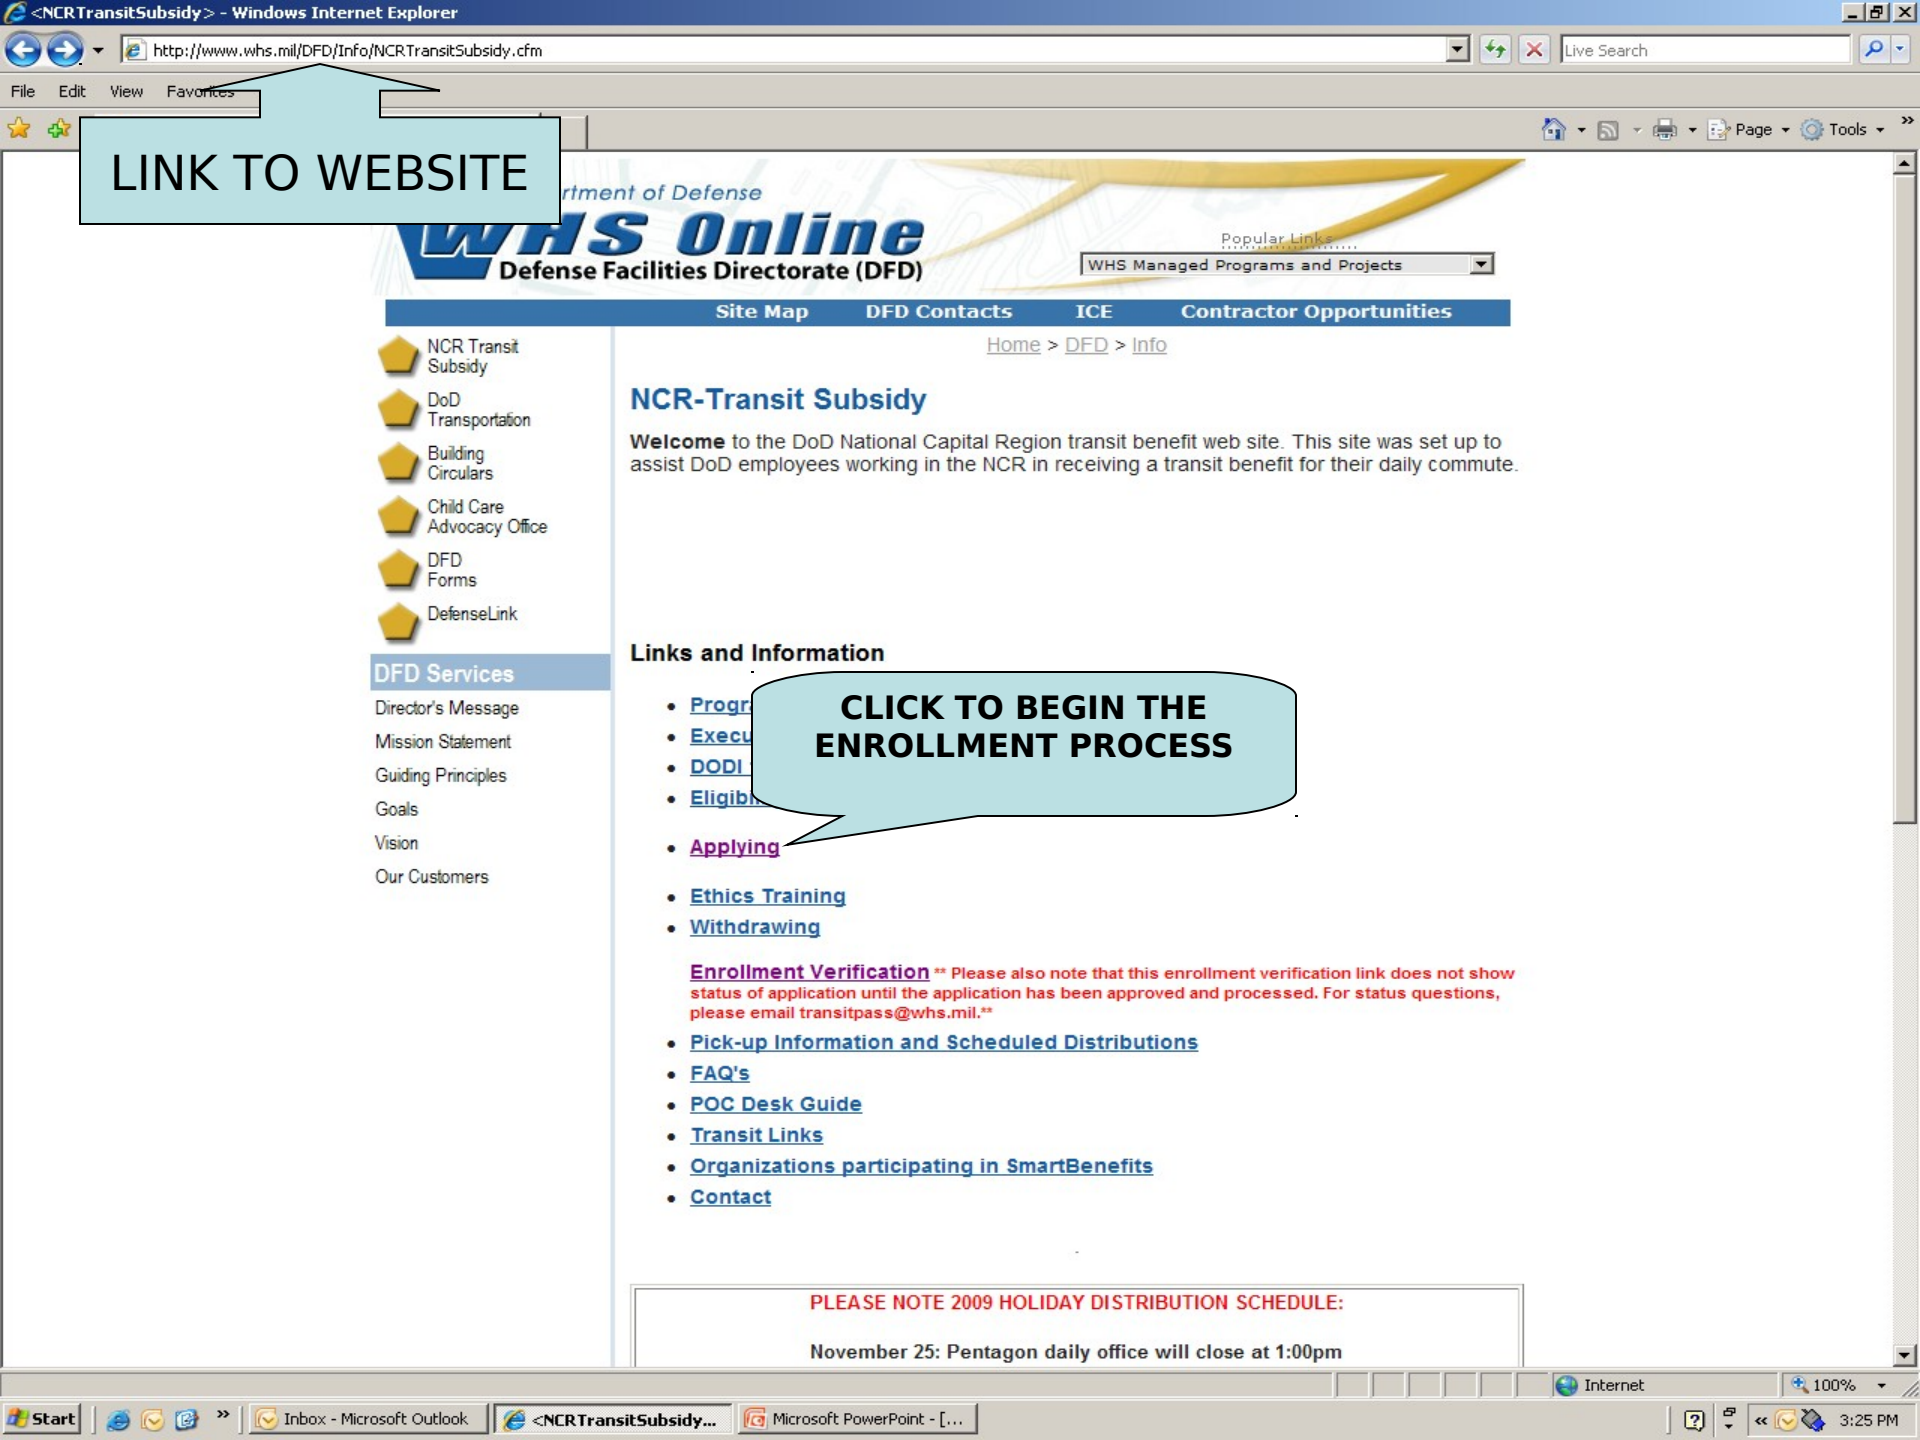 <NCRTransitSubsidy> - Windows Internet Explorer
http://www.whs.mil/DFD/Info/NCRTransitSubsidy.cfm
Live Search
File Edit View Favorites
Page Tools
LINK TO WEBSITE
of Defense
WHS Online
Defense Facilities Directorate (DFD)
Popular Links
WHS Managed Programs and Projects
Site Map DFD Contacts ICE Contractor Opportunities
Home > DFD > Info
NCR Transit
Subsidy
DoD
Transportation
Building
Circulars
Child Care
Advocacy Office
DFD
Forms
DefenseLink
DFD Services
Director's Message
Mission Statement
Guiding Principles
Goals
Vision
Our Customers
NCR-Transit Subsidy
Welcome to the DoD National Capital Region transit benefit web site. This site was set up to
assist DoD employees working in the NCR in receiving a transit benefit for their daily commute.
Links and Information
CLICK TO BEGIN THE
ENROLLMENT PROCESS
DODI
Applying
Ethics Training
Withdrawing
Enrollment Verification ** Please also note that this enrollment verification link does not show
status of application until the application has been approved and processed. For status questions,
please email transitpass@whs.mil.**
Pick-up Information and Scheduled Distributions
FAQ's
POC Desk Guide
Transit Links
Organizations participating in SmartBenefits
Contact
PLEASE NOTE 2009 HOLIDAY DISTRIBUTION SCHEDULE:
November 25: Pentagon daily office will close at 1:00pm
Internet
100%
Start
Inbox - Microsoft Outlook
<NCRTransitSubsidy...
Microsoft PowerPoint - [...
3:25 PM